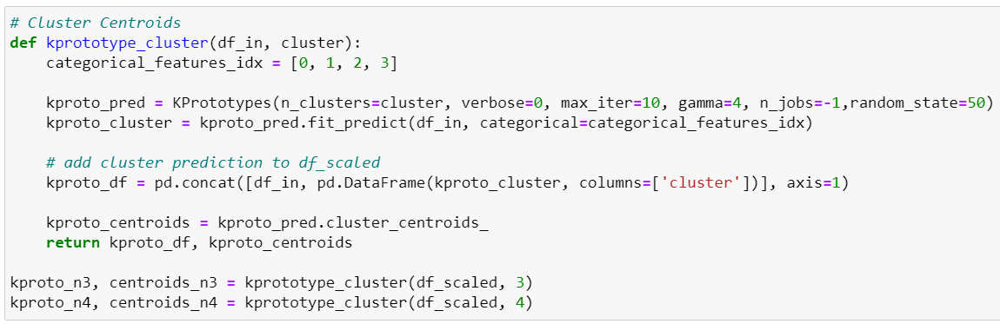 # Cluster Centroids
def kprototype_cluster(df_in, cluster):
    categorical_features_idx = [0, 1, 2, 3]

    kproto_pred = KPrototypes(n_clusters=cluster, verbose=0, max_iter=10, gamma=4, n_jobs=-1,random_state=50)
    kproto_cluster = kproto_pred.fit_predict(df_in, categorical=categorical_features_idx)

    # add cluster prediction to df_scaled
    kproto_df = pd.concat([df_in, pd.DataFrame(kproto_cluster, columns=['cluster'])], axis=1)

    kproto_centroids = kproto_pred.cluster_centroids_
    return kproto_df, kproto_centroids

kproto_n3, centroids_n3 = kprototype_cluster(df_scaled, 3)
kproto_n4, centroids_n4 = kprototype_cluster(df_scaled, 4)